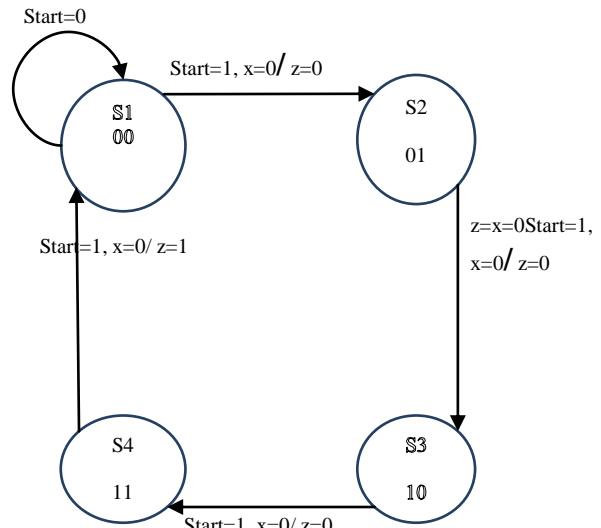 Start=0
Start=1, x=0/ z=0
S1
00
S2
01
z=x=0Start=1,
x=0/ z=0
Start=1, x=0/ z=1
S4
11
S3
10
Start=1, x=0/ z=0